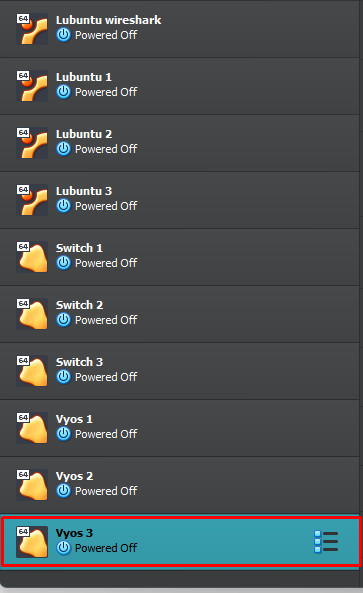 64
Lubuntu wireshark
Powered Off
64
Lubuntu 1
Powered Off
64
Lubuntu 2
Powered Off
64
Lubuntu 3
Powered Off
64
Switch 1
Powered Off
64
Switch 2
Powered Off
64
Switch 3
Powered Off
64
Vyos 1
Powered Off
64
Vyos 2
Powered Off
64
Vyos 3
Powered Off